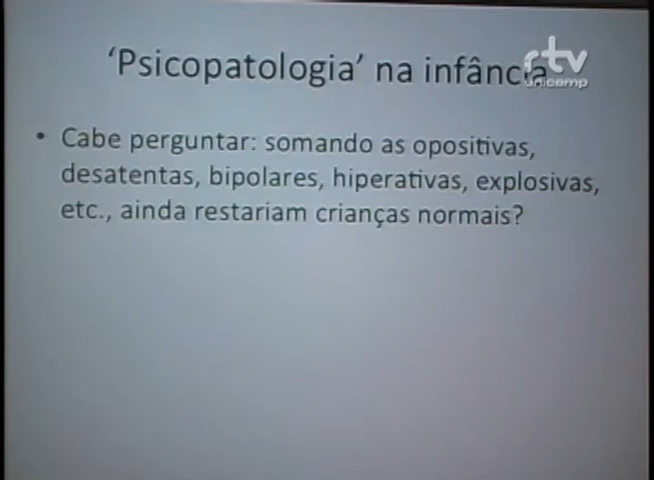 'Psicopatologia' na infância
rtv
unicamp
• Cabe perguntar: somando as opositivas,
desatentas, bipolares, hiperativas, explosivas,
etc., ainda restariam crianças normais?